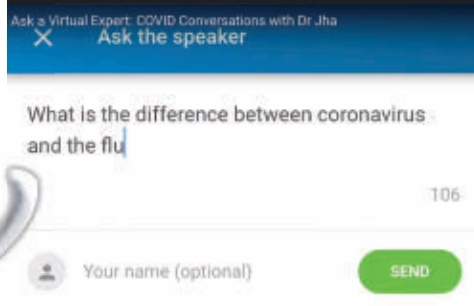 Ask a Virtual Expert: COVID Conversations with Dr Jha
Ask the speaker
What is the difference between coronavirus
and the flu
106
Your name (optional)
SEND